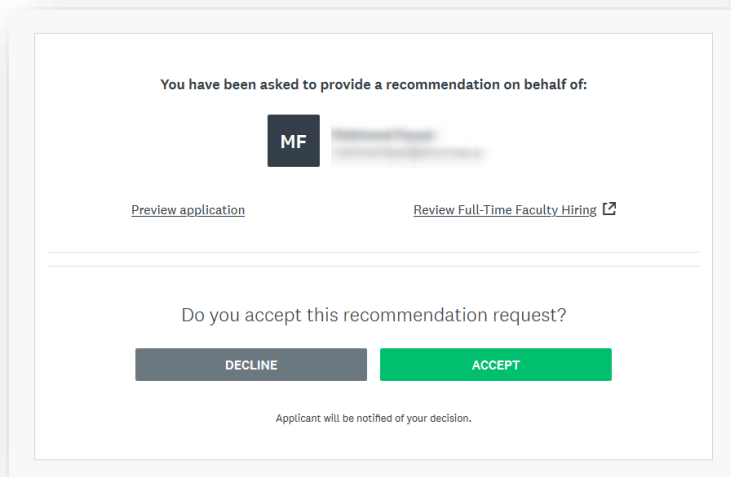 You have been asked to provide a recommendation on behalf of:
MF
Preview application
Review Full-Time Faculty Hiring
Do you accept this recommendation request?
DECLINE
ACCEPT
Applicant will be notified of your decision.